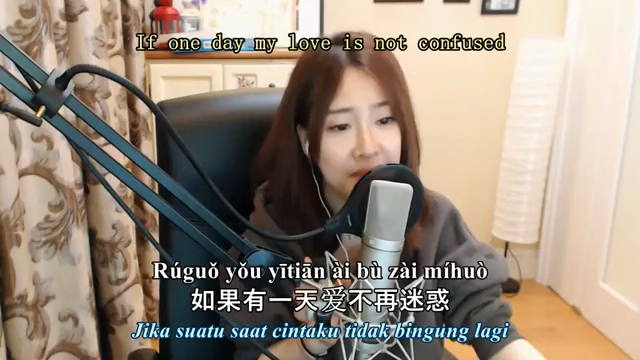 If one day my love is not confused
Rúguǒ yǒu yītiān ài bù zài míhuò
如果有一天爱不再迷惑
Jika suatu saat cintaku tidak bingung lagi